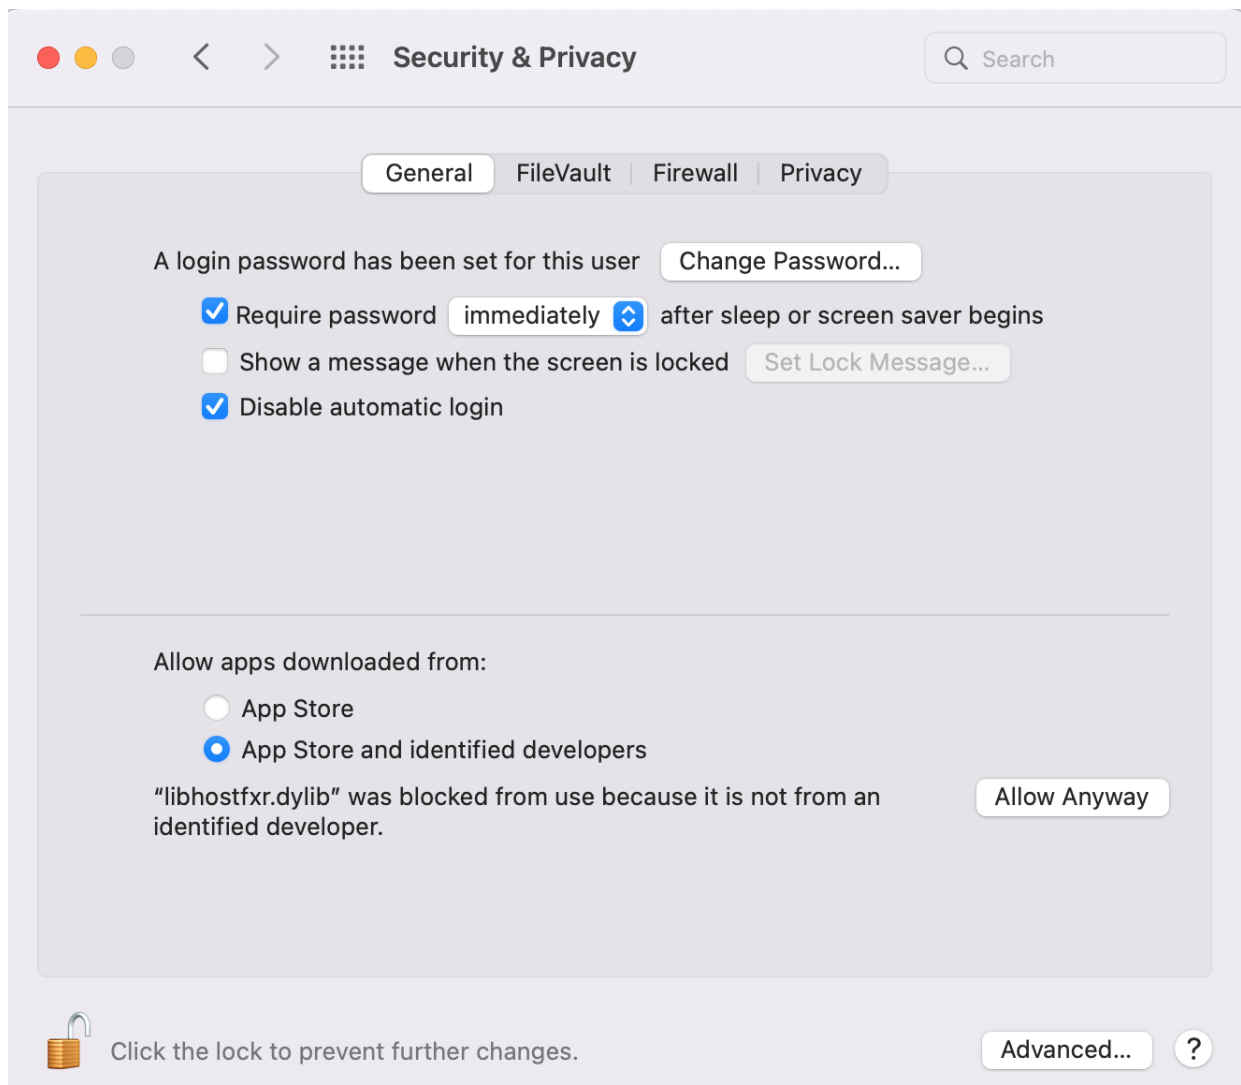 Security & Privacy
Search
General FileVault Firewall Privacy
A login password has been set for this user Change Password...
Require password immediately after sleep or screen saver begins
Show a message when the screen is locked Set Lock Message...
Disable automatic login
Allow apps downloaded from:
App Store
App Store and identified developers
“libhostfxr.dylib” was blocked from use because it is not from an
identified developer.
Allow Anyway
Click the lock to prevent further changes.
Advanced...
?